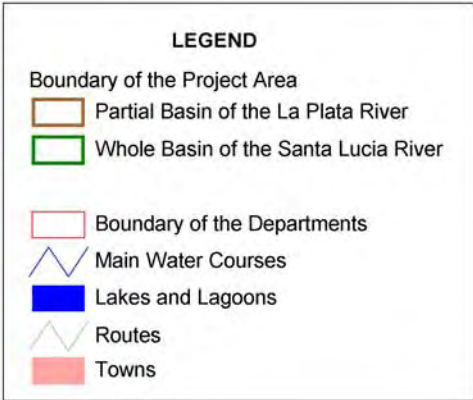 LEGEND
Boundary of the Project Area
Partial Basin of the La Plata River
Whole Basin of the Santa Lucia River
Boundary of the Departments
Main Water Courses
Lakes and Lagoons
Routes
Towns